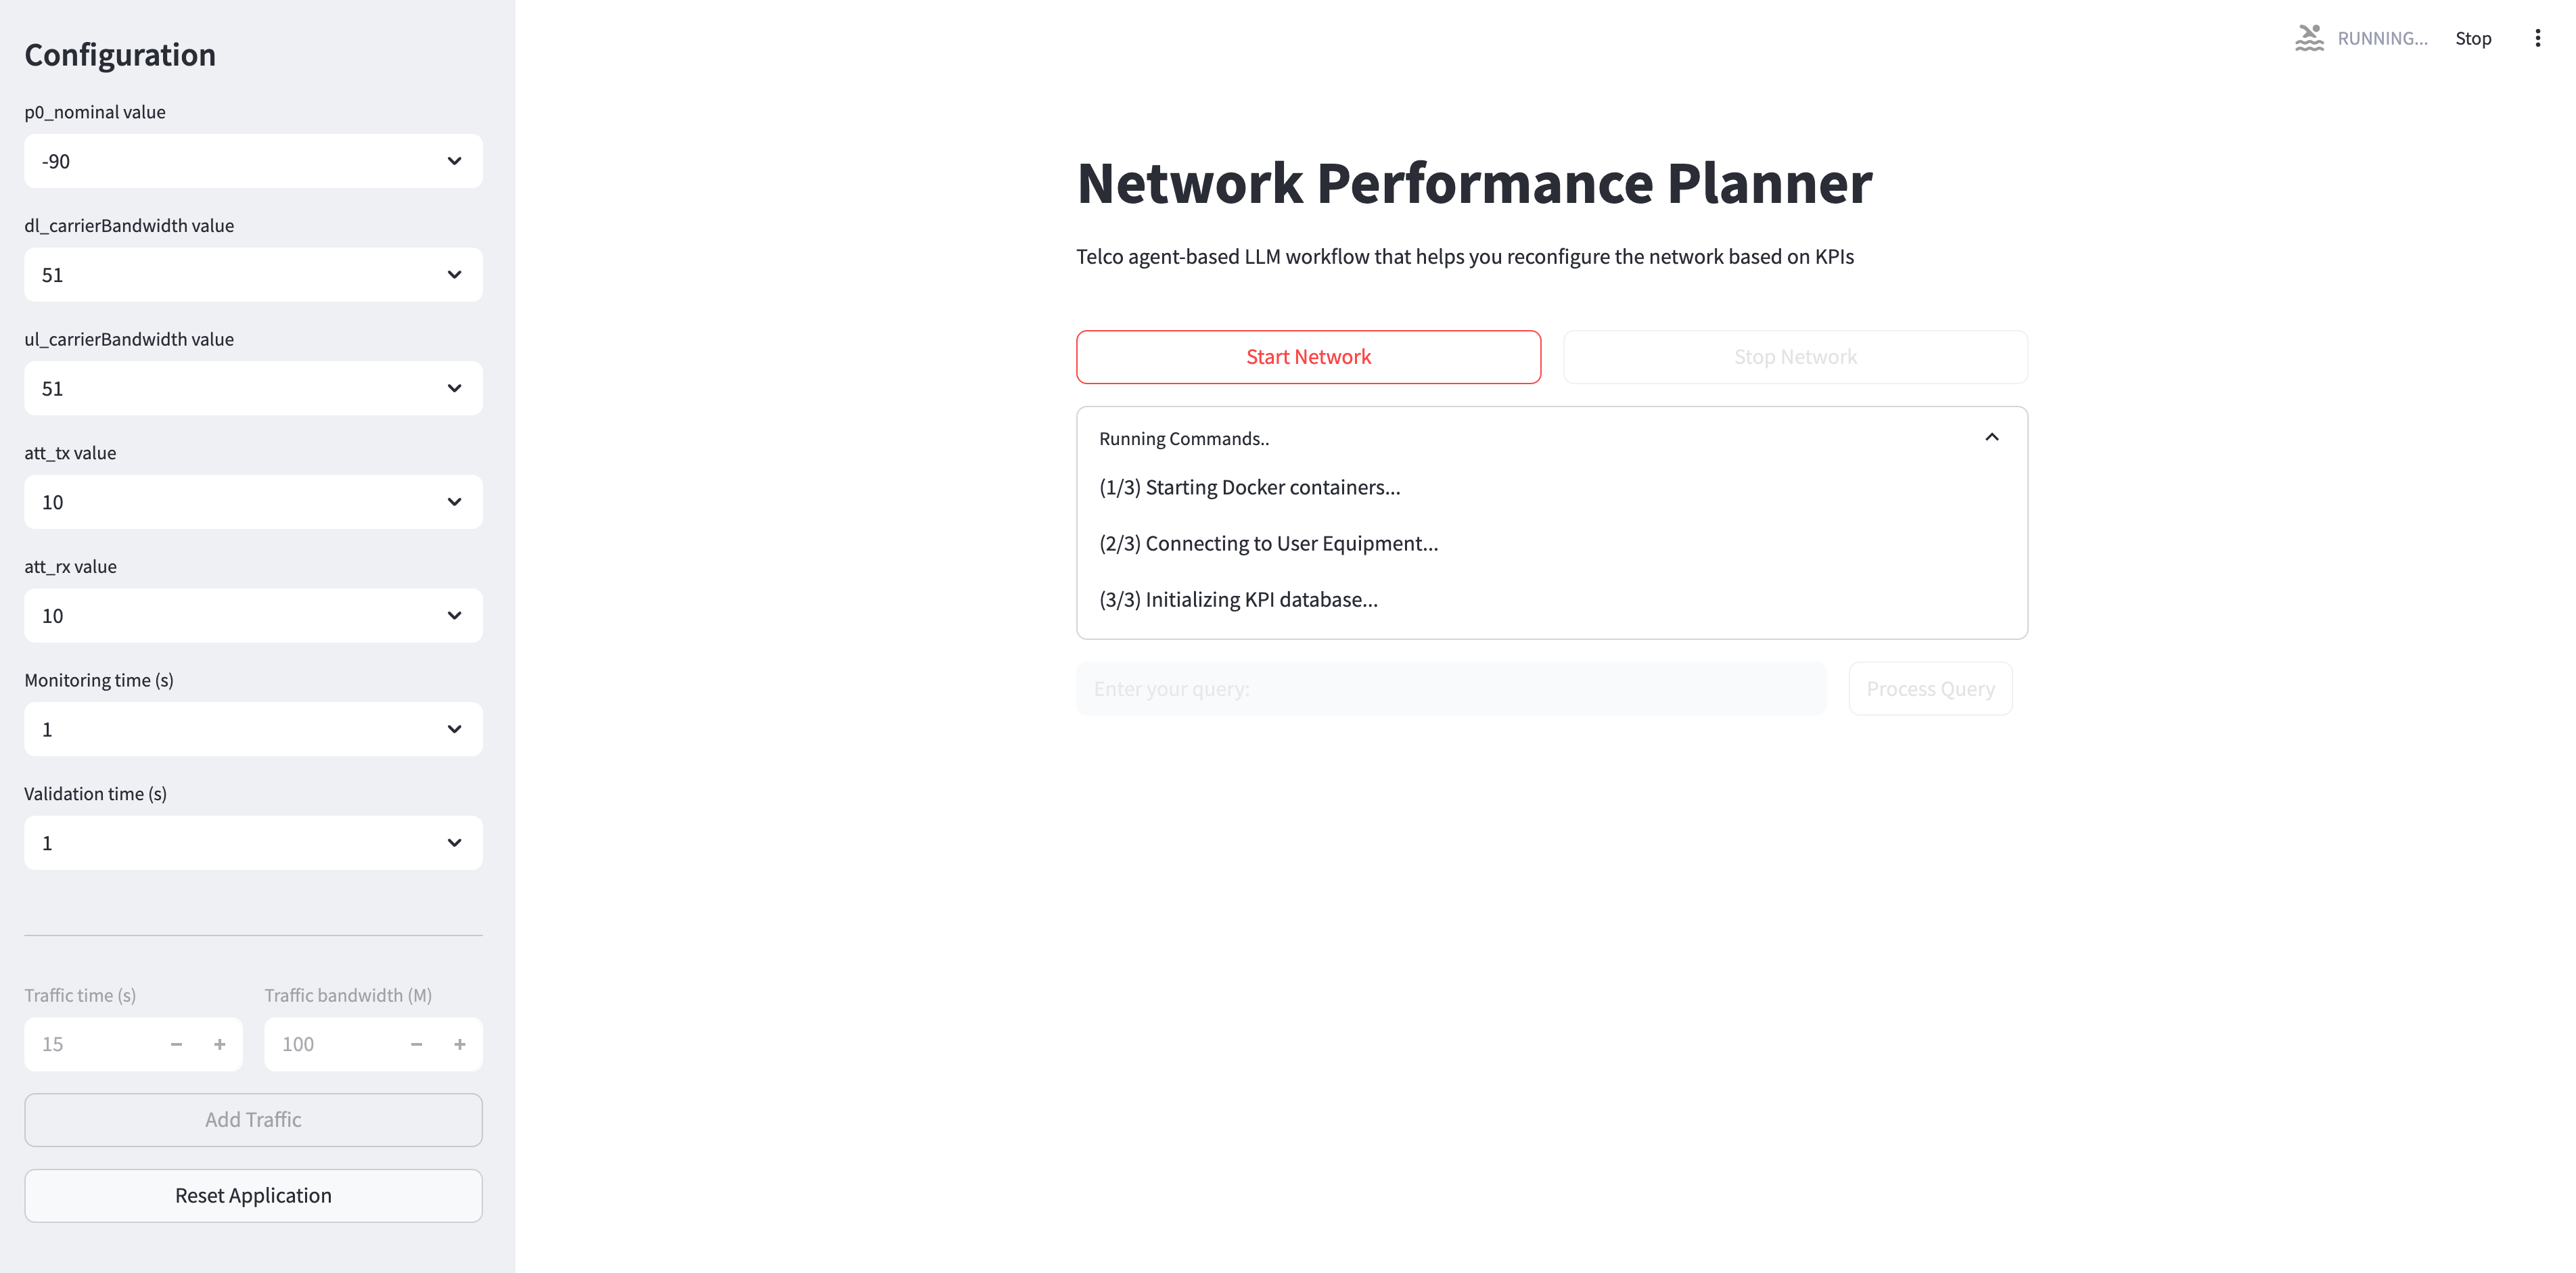 Configuration
p0_nominal value
-90
dl_carrierBandwidth value
51
ul_carrierBandwidth value
51
att_tx value
10
att_rx value
10
Monitoring time (s)
1
Validation time (s)
1
Traffic time (s)
Traffic bandwidth (M)
15
100
Add Traffic
Reset Application
RUNNING...
Stop
Network Performance Planner
Telco agent-based LLM workflow that helps you reconfigure the network based on KPIs
Start Network
Stop Network
Running Commands..
(1/3) Starting Docker containers...
(2/3) Connecting to User Equipment...
(3/3) Initializing KPI database...
Enter your query:
Process Query